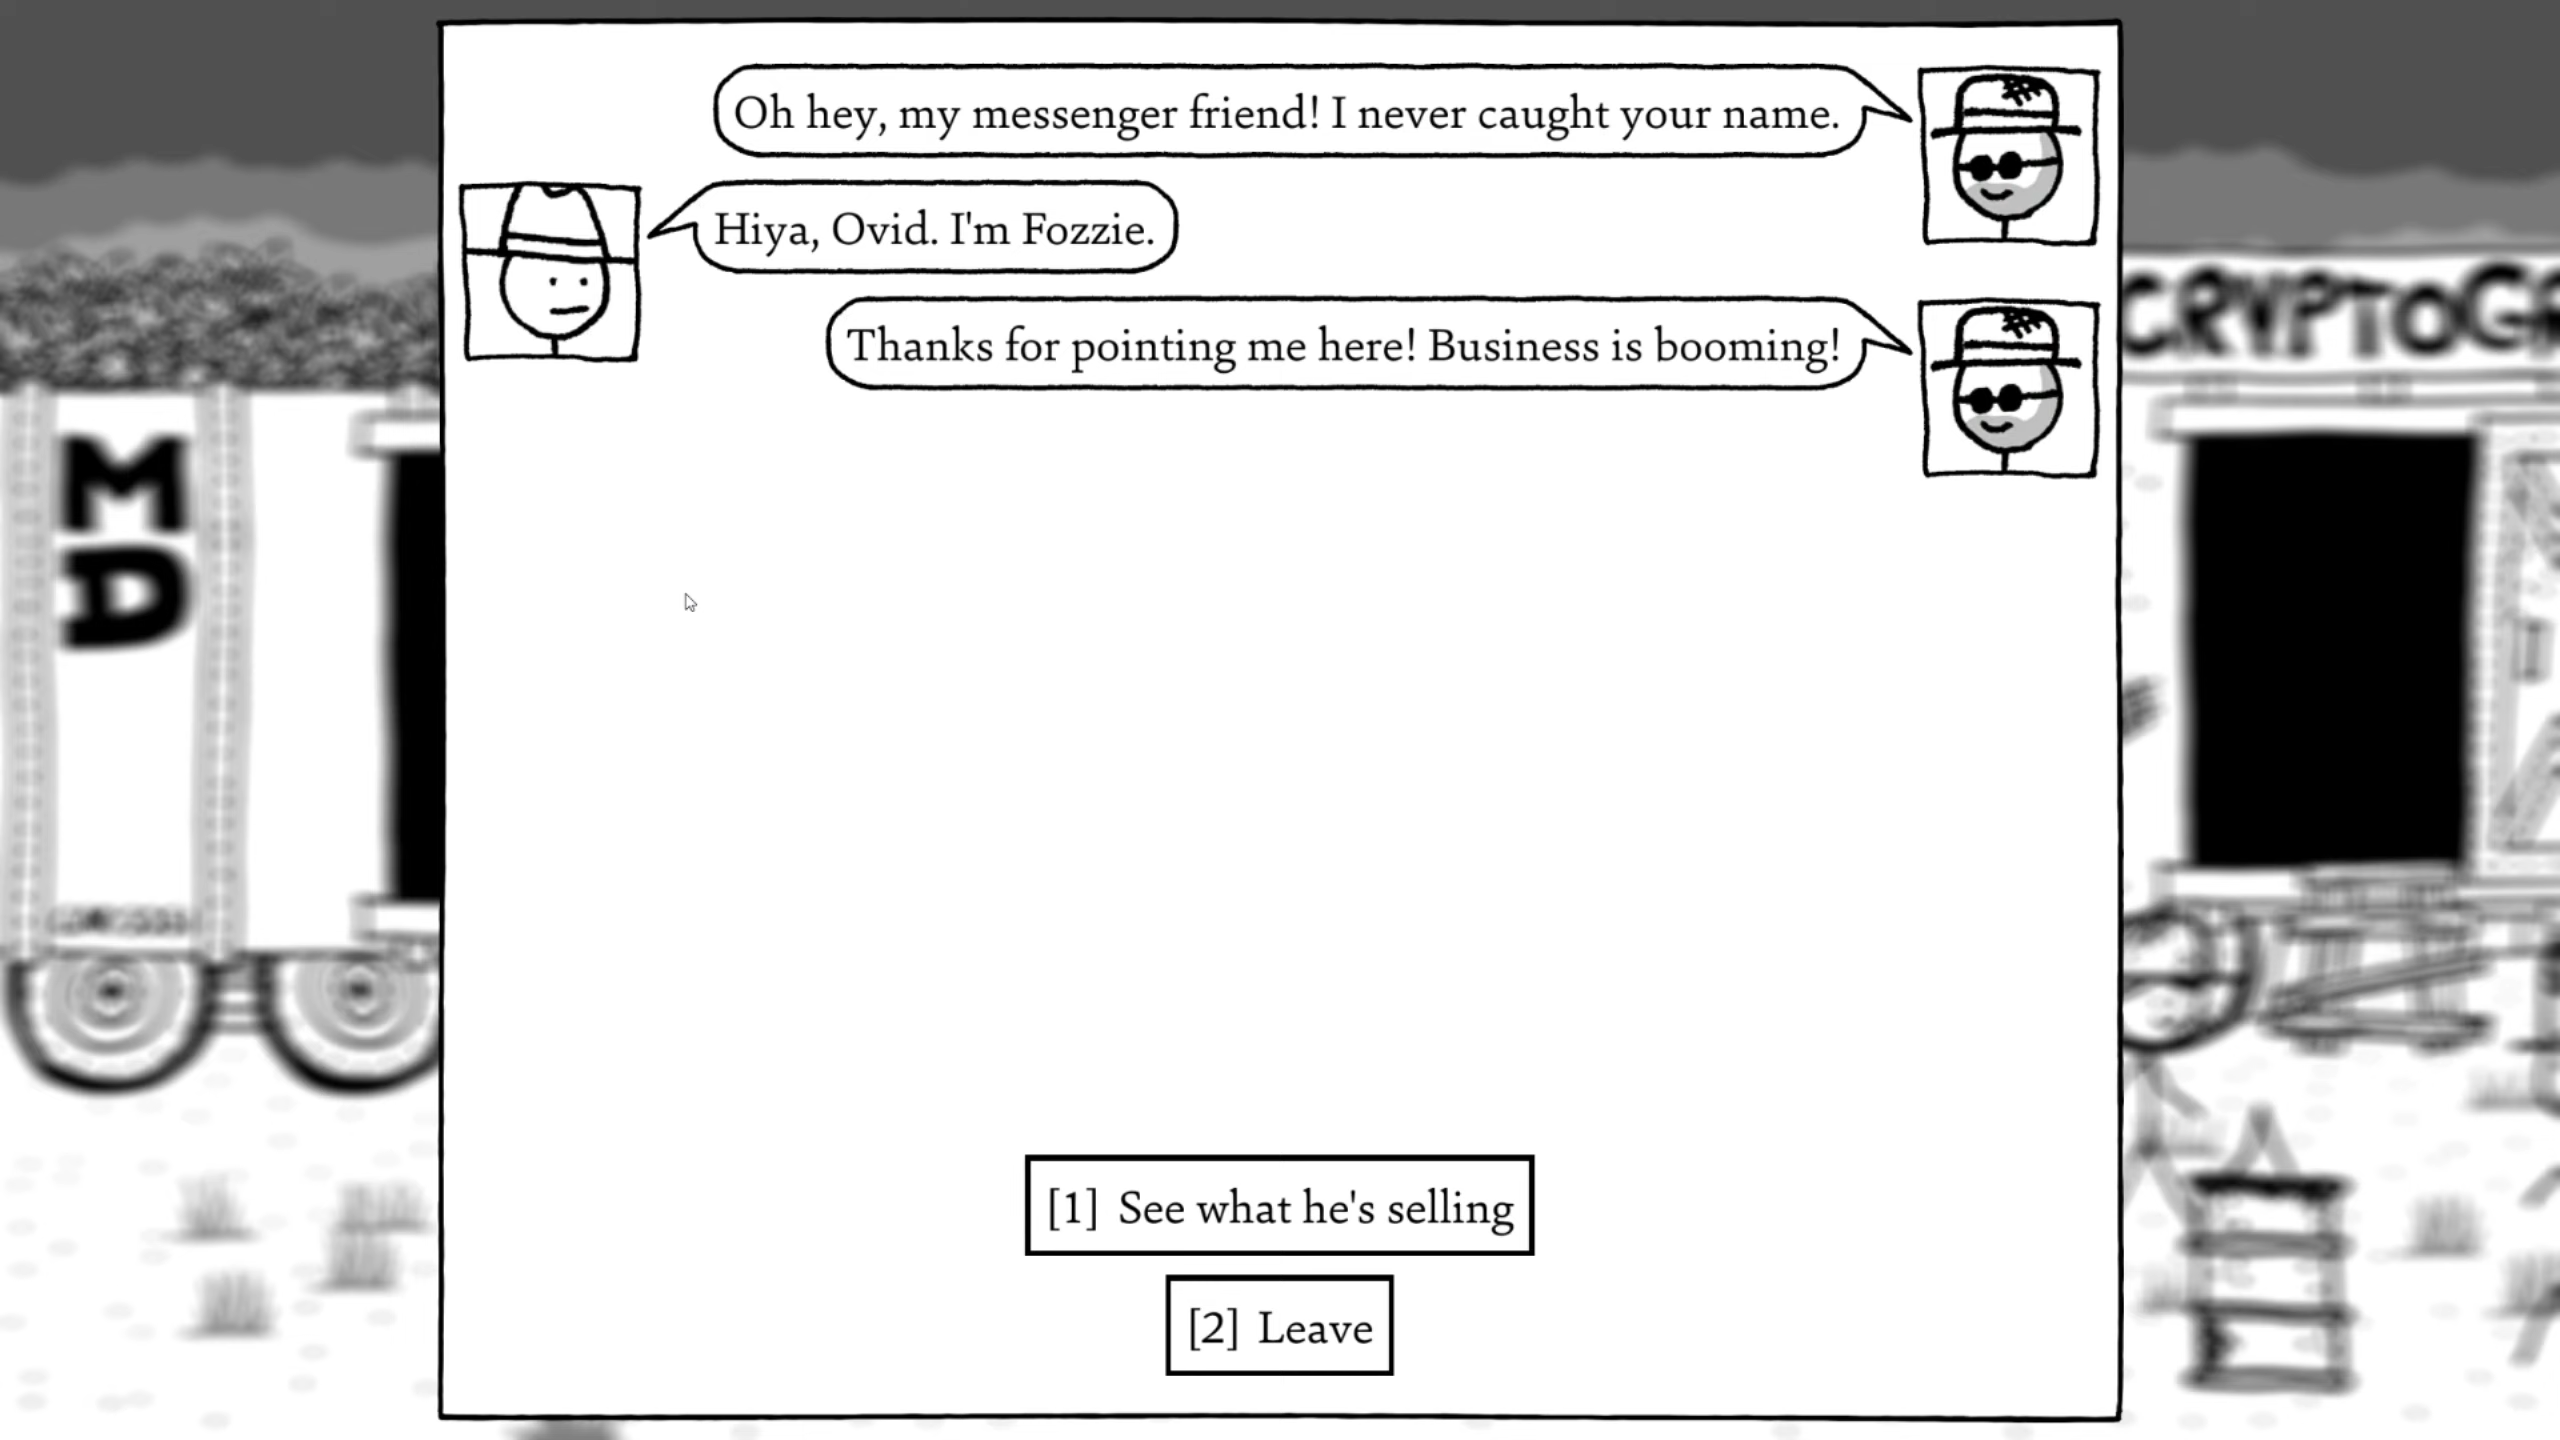 Oh hey, my messenger friend! I never caught your name.
Hiya, Ovid. I'm Fozzie.
Thanks for pointing me here! Business is booming!
CRYPTOG
M
D
[1] See what he's selling
[2] Leave